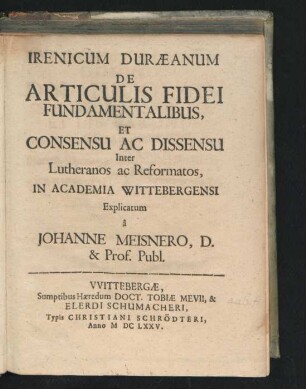 IRENICUM DURÆANUM
DE
ARTICULIS FIDEI
FUNDAMENTALIBUS,
ET
CONSENSU AC DISSENSU
Inter
Lutheranos ac Reformatos,
IN ACADEMIA WITTEBERGENSI
Explicatum
â
JOHANNE MEISNERO, D.
& Prof. Publ.
VVITTEBERGÆ,
Sumptibus Hæredum DOCT. TOBIÆ MEVII, &
ELERDI SCHUMACHERI,
Typis CHRISTIANI SCHRÖDTERI,
Anno M DC LXXV.